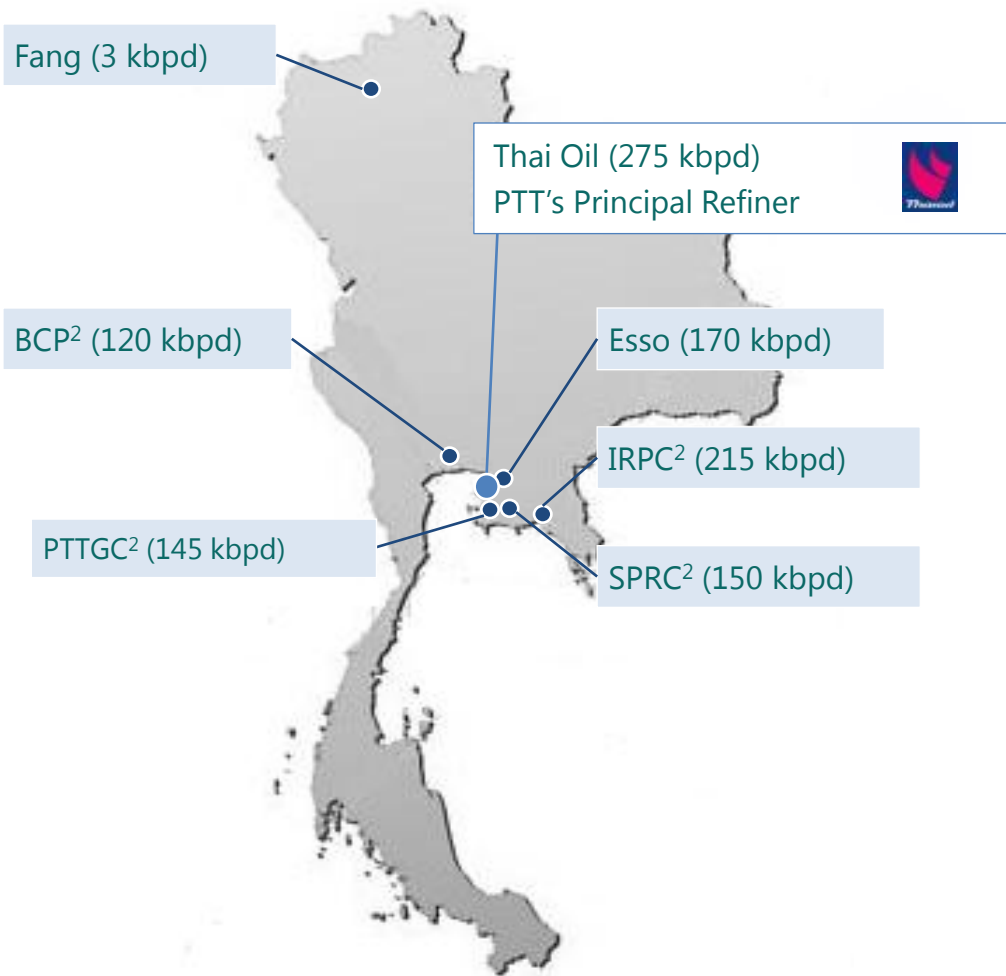 Fang (3 kbpd)
Thai Oil (275 kbpd)
PTT's Principal Refiner
BCP² (120 kbpd)
Esso (170 kbpd)
IRPC² (215 kbpd)
PTTGC² (145 kbpd)
SPRC² (150 kbpd)